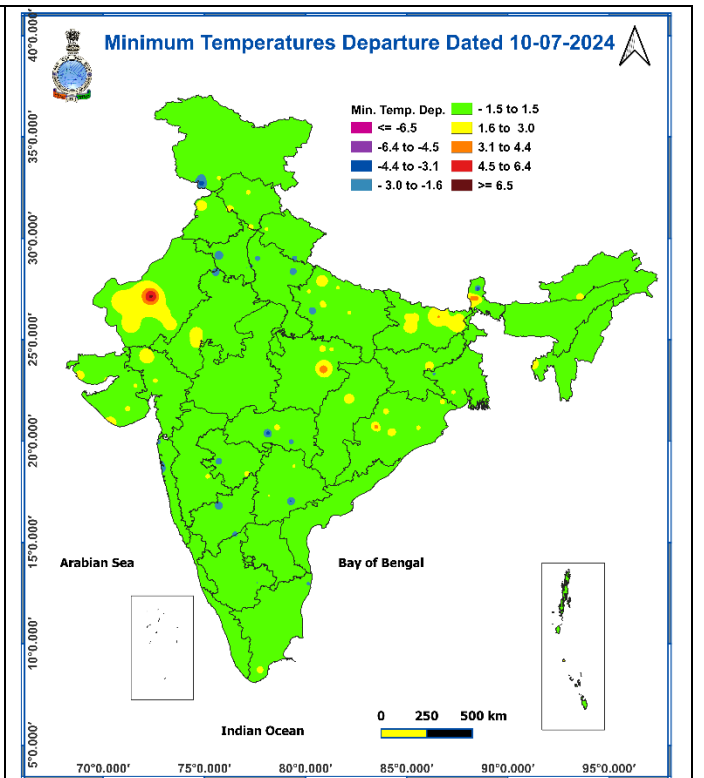 Minimum Temperatures Departure Dated 10-07-2024
Min. Temp. Dep.
<= -6.5
-6.4 to -4.5
-4.4 to -3.1
- 3.0 to -1.6
- 1.5 to 1.5
1.6 to 3.0
3.1 to 4.4
4.5 to 6.4
>= 6.5
40°0.000'
35°0.000'
30°0.000'
25°0.000'
20°0.000'
15°0.000'
10°0.000'
5°0.000'
Arabian Sea
Bay of Bengal
Indian Ocean
0 250 500 km
70°0.000' 75°0.000' 80°0.000' 85°0.000' 90°0.000' 95°0.000'